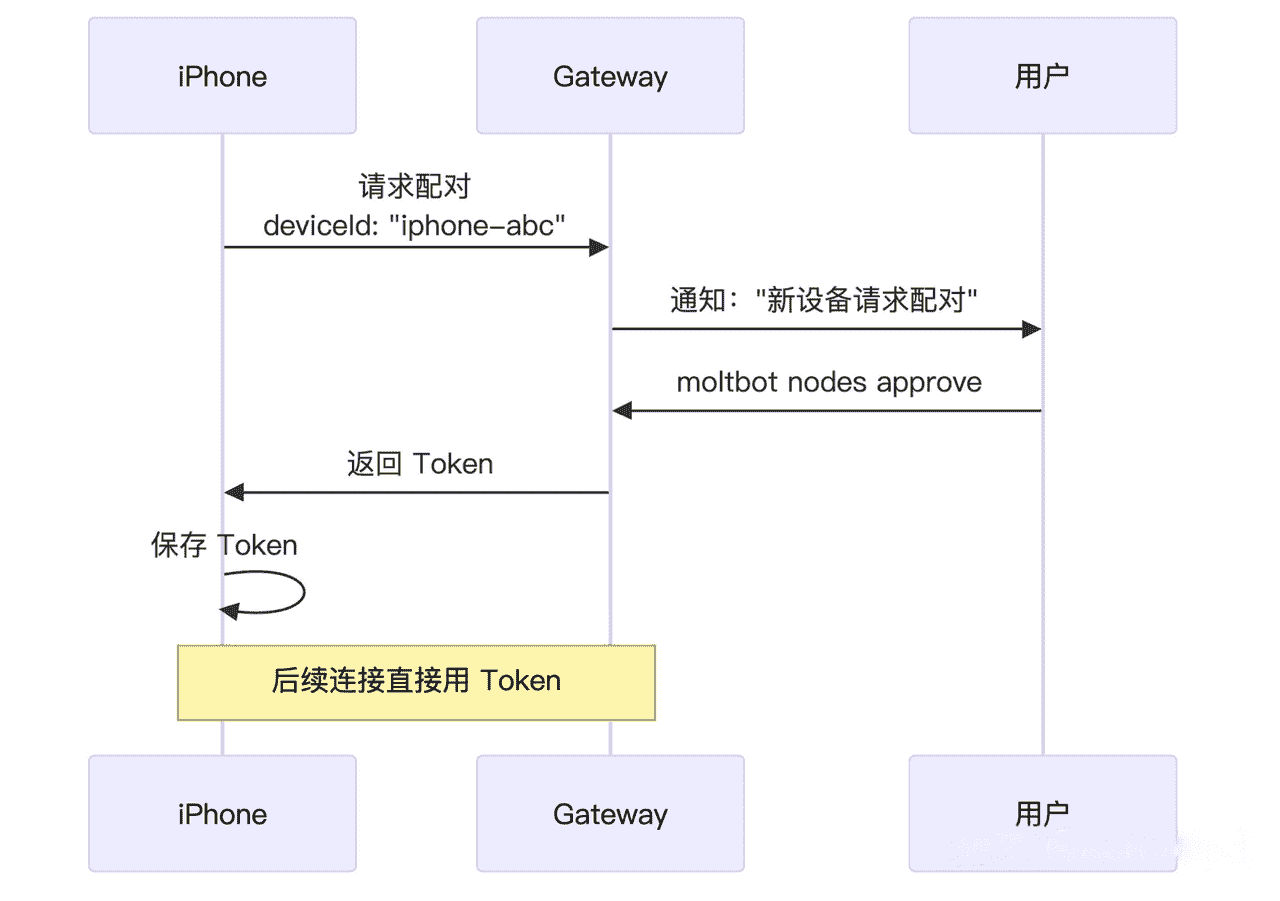 iPhone
Gateway
用户
请求配对
deviceId: "iphone-abc"
通知："新设备请求配对"
moltbot nodes approve
返回 Token
保存 Token
后续连接直接用 Token
iPhone
Gateway
用户